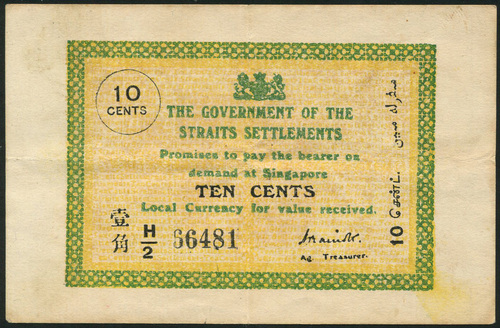 10
CENTS
THE GOVERNMENT OF THE
STRAITS SETTLEMENTS
Promises to pay the bearer on
demand at Singapore
TEN CENTS
Local Currency for value received.
壹
角
H/2 66481
Ag Treasurer.
10